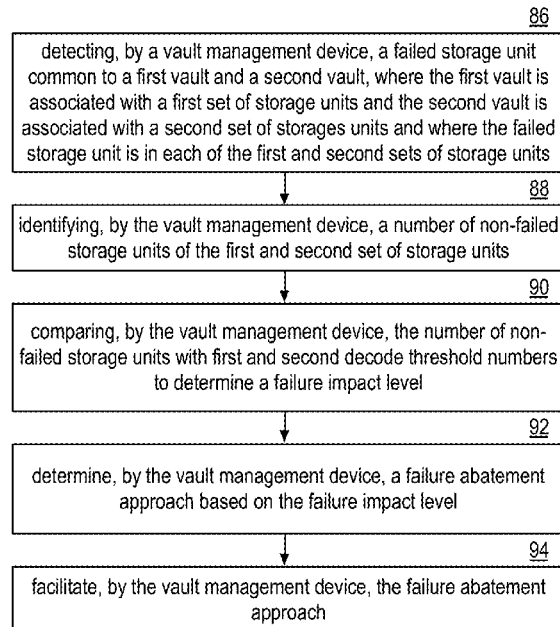 86
detecting, by a vault management device, a failed storage unit
common to a first vault and a second vault, where the first vault is
associated with a first set of storage units and the second vault is
associated with a second set of storages units and where the failed
storage unit is in each of the first and second sets of storage units
88
identifying, by the vault management device, a number of non-failed
storage units of the first and second set of storage units
90
comparing, by the vault management device, the number of non-
failed storage units with first and second decode threshold numbers
to determine a failure impact level
92
determine, by the vault management device, a failure abatement
approach based on the failure impact level
94
facilitate, by the vault management device, the failure abatement
approach